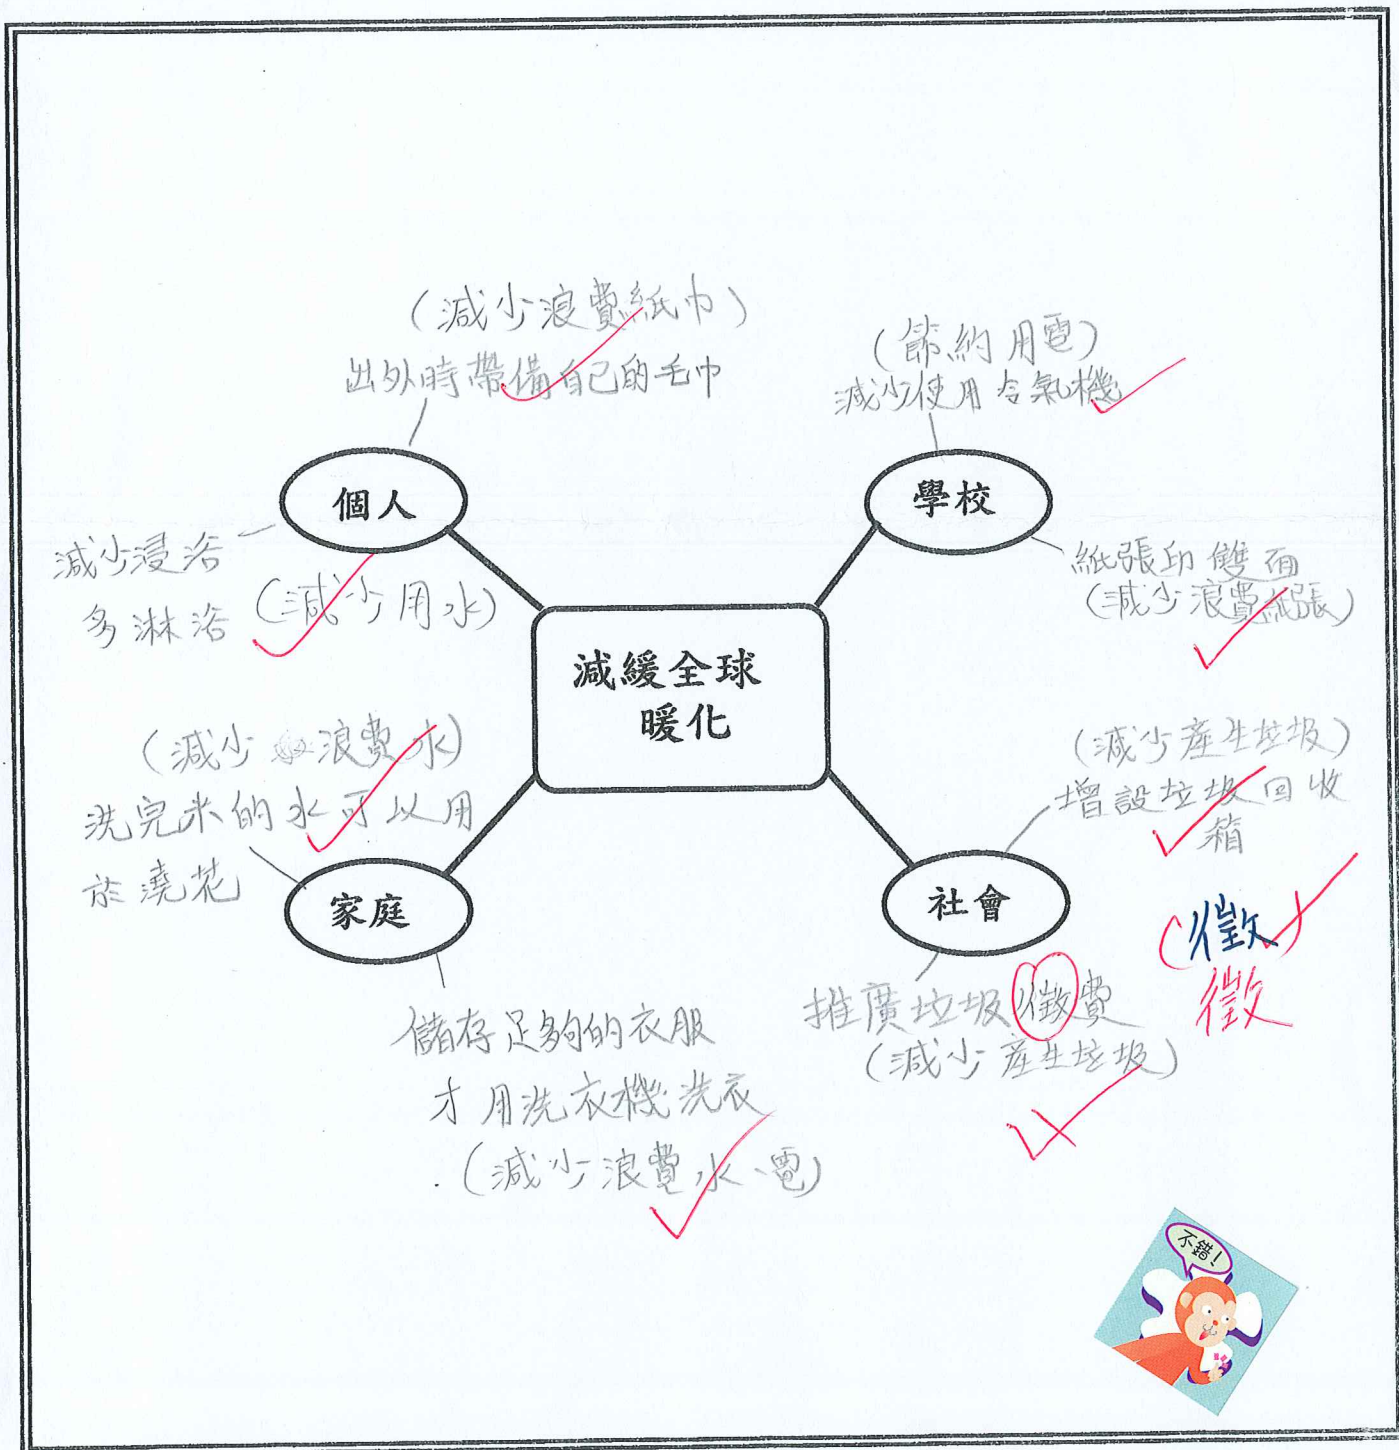 (減少浪費紙巾)
出外時帶備自己的毛巾
個人
減少浸浴
多淋浴(減少用水)
(節約用電)
減少使用冷氣機
學校
紙張印雙面
(減少浪費紙張)
減緩全球
暖化
(減少浪費水)
洗完米的水可以用
於澆花
家庭
儲存足夠的衣服
才用洗衣機洗衣
(減少浪費水、電)
(減少產生垃圾)
增設垃圾回收
箱
社會
推廣垃圾徵費
(減少產生垃圾)
(徵)
徵
不錯!